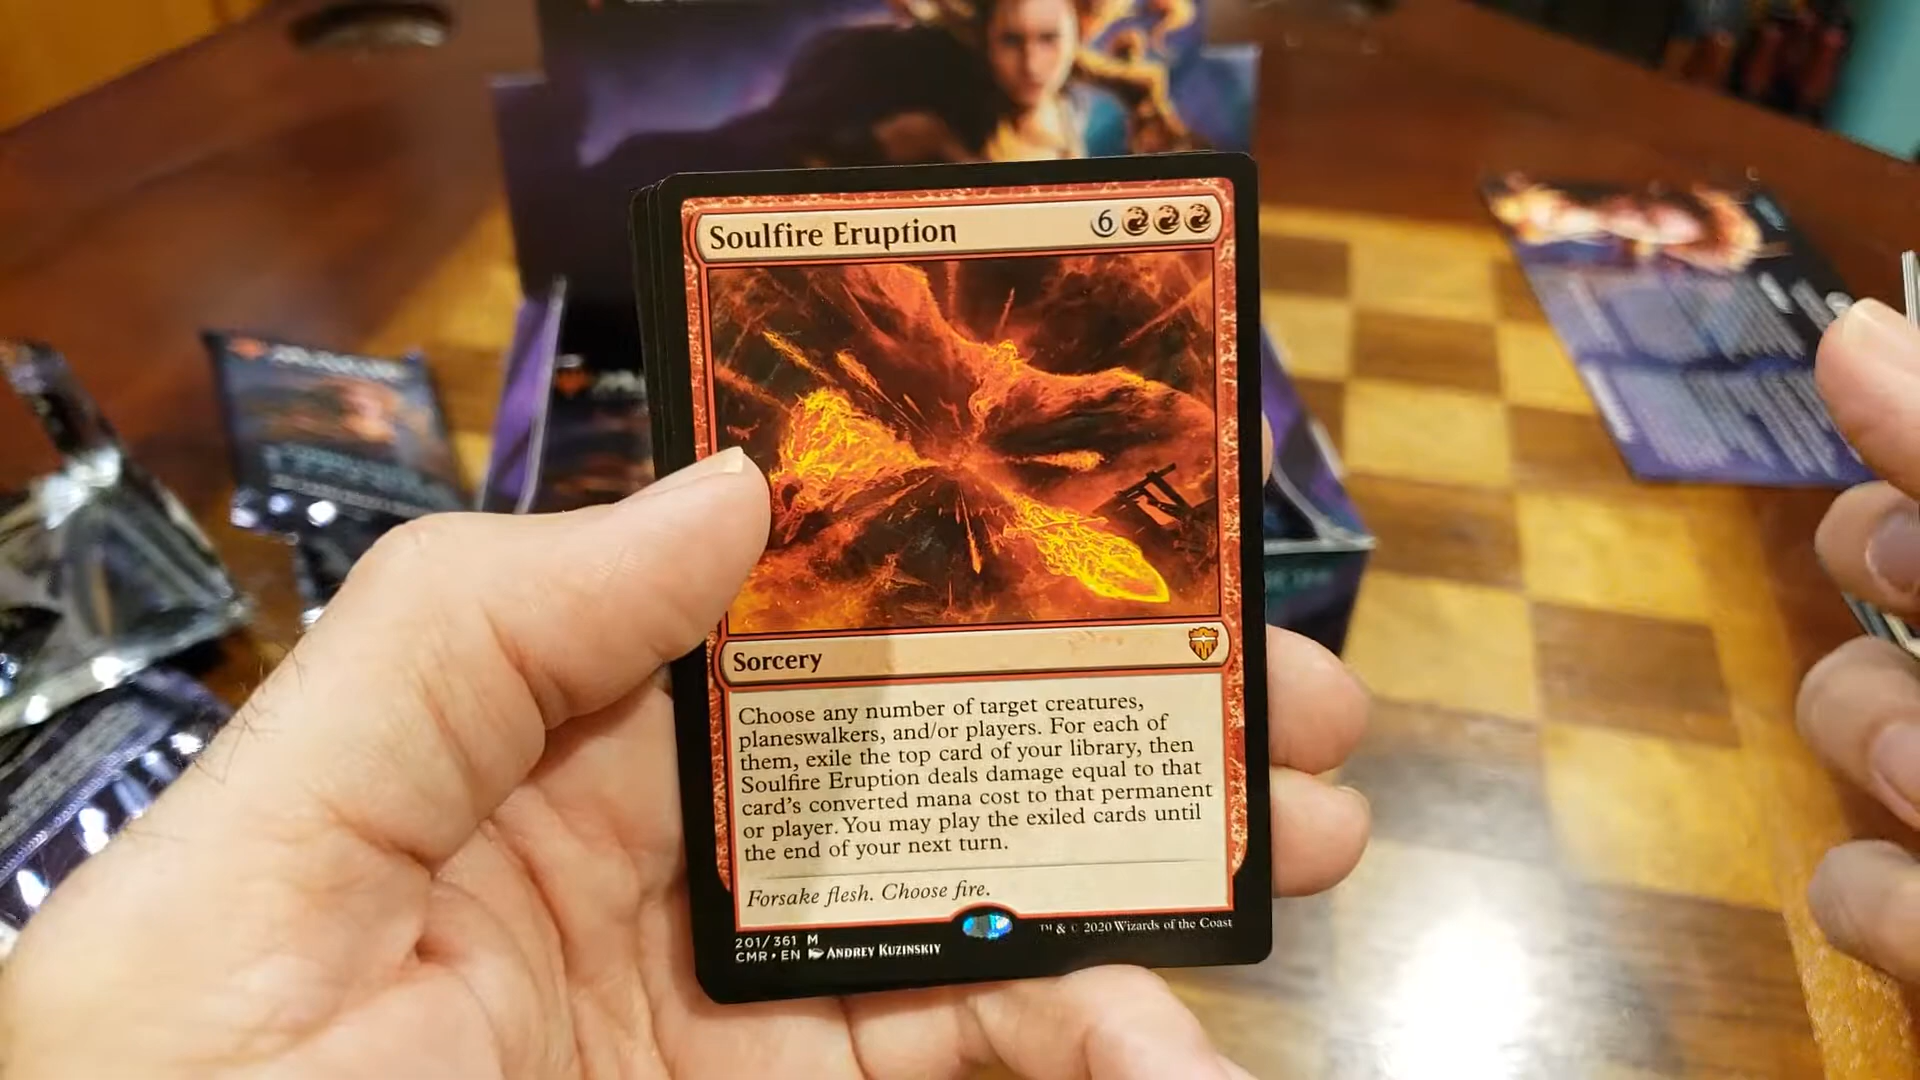 Soulfire Eruption 6
Sorcery
Choose any number of target creatures,
planeswalkers, and/or players. For each of
them, exile the top card of your library, then
Soulfire Eruption deals damage equal to that
card's converted mana cost to that permanent
or player. You may play the exiled cards until
the end of your next turn.
Forsake flesh. Choose fire.
201/361 M
CMR • EN ANDREY KUZINSKIY
™ & © 2020 Wizards of the Coast